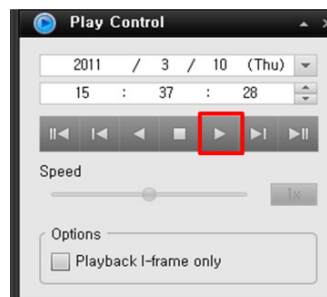 Play Control
2011 / 3 / 10 (Thu)
15 : 37 : 28
Speed
1x
Options
Playback I-frame only